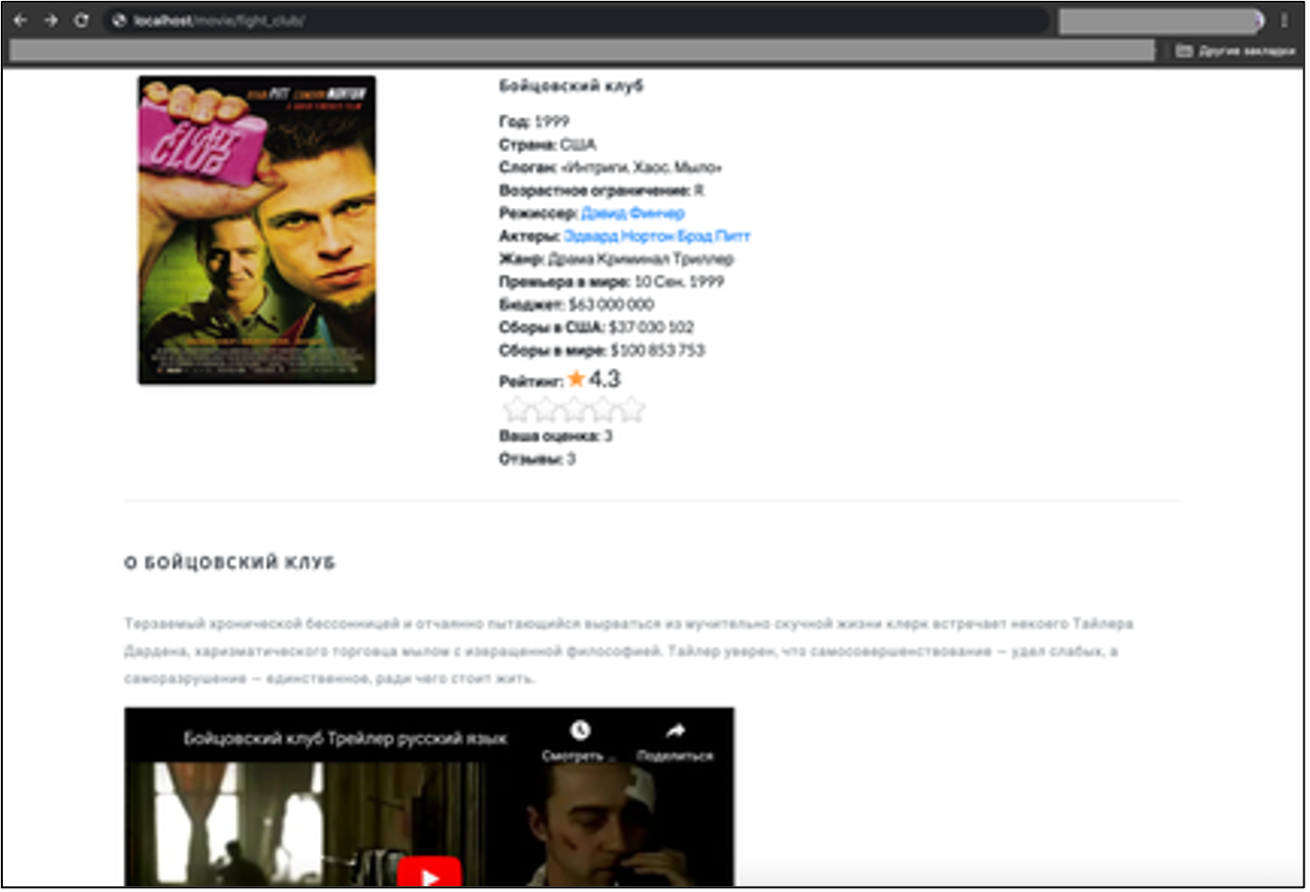 localhost/movie/fight_club/
Другие закладки
PITT NORTON
FIGHT
CLUB
Бойцовский клуб
Год: 1999
Страна: США
Слоган: «Интриги. Хаос. Мыло»
Возрастное ограничение: R
Режиссер: Дэвид Финчер
Актеры: Эдвард Нортон Брэд Питт
Жанр: Драма Криминал Триллер
Премьера в мире: 10 Сен. 1999
Бюджет: $63 000 000
Сборы в США: $37 030 102
Сборы в мире: $100 853 753
Рейтинг: 4.3
Ваша оценка: 3
Отзывы: 3
О БОЙЦОВСКИЙ КЛУБ
Терзаемый хронической бессонницей и отчаянно пытающийся вырваться из мучительно скучной жизни клерк встречает некоего Тайлера
Дардена, харизматического торговца мылом с извращенной философией. Тайлер уверен, что самосовершенствование — удел слабых, а
саморазрушение — единственное, ради чего стоит жить.
Бойцовский клуб Трейлер русский язык
Смотреть ...
Поделиться